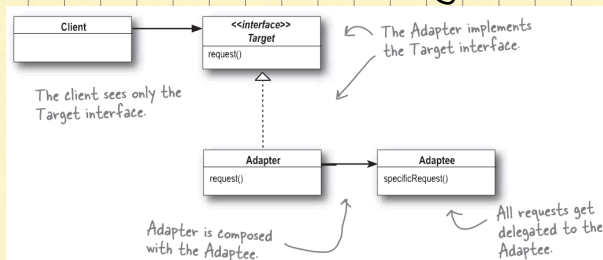 Client
<<interface>>
Target
request()
The Adapter implements
the Target interface.
The client sees only the
Target interface.
Adapter
request()
Adaptee
specificRequest()
Adapter is composed
with the Adaptee.
All requests get
delegated to the
Adaptee.